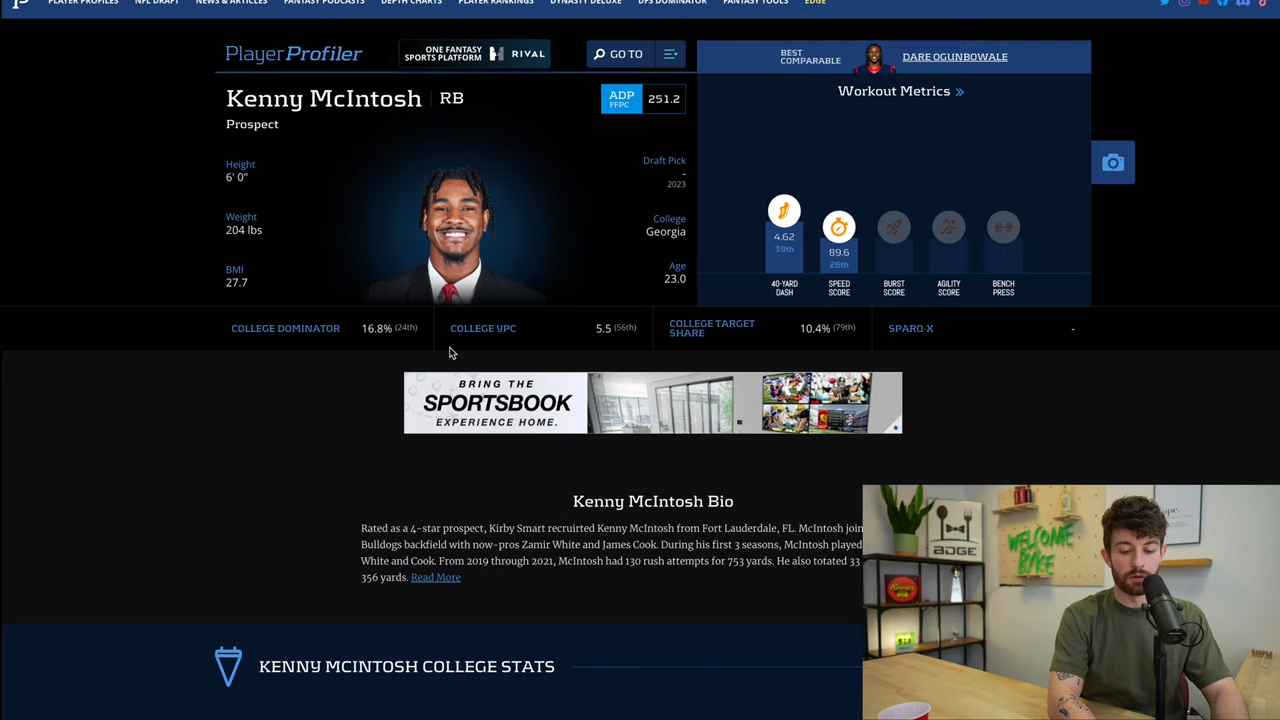 PLAYER PROFILES NFL DRAFT NEWS & ARTICLES FANTASY PODCASTS DEPTH CHARTS PLAYER RANKINGS DYNASTY DELUXE DFS DOMINATOR FANTASY TOOLS EDGE
PlayerProfiler
ONE FANTASY
SPORTS PLATFORM
RIVAL
GO TO
BEST
COMPARABLE
DARE OGUNBOWALE
Kenny McIntosh
RB
ADP
FFPC
251.2
Workout Metrics »
Prospect
Height
6' 0"
Weight
204 lbs
BMI
27.7
Draft Pick
-
2023
College
Georgia
Age
23.0
4.62
39th
89.6
26th
-
40-YARD
DASH
SPEED
SCORE
BURST
SCORE
AGILITY
SCORE
BENCH
PRESS
COLLEGE DOMINATOR 16.8% (24th)
COLLEGE YPC 5.5 (56th)
COLLEGE TARGET
SHARE
10.4% (79th)
SPARQ-X -
BRING THE
SPORTSBOOK
EXPERIENCE HOME.
Kenny McIntosh Bio
Rated as a 4-star prospect, Kirby Smart recruirted Kenny McIntosh from Fort Lauderdale, FL. McIntosh join
Bulldogs backfield with now-pros Zamir White and James Cook. During his first 3 seasons, McIntosh played
White and Cook. From 2019 through 2021, McIntosh had 130 rush attempts for 753 yards. He also totated 33
356 yards. Read More
KENNY MCINTOSH COLLEGE STATS
BDGE
WELCOME
Reese's